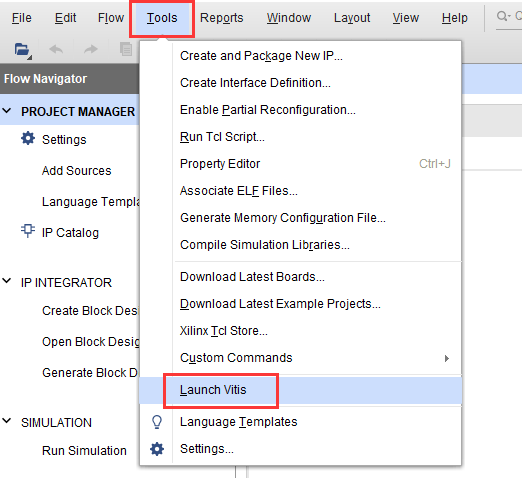 File Edit Flow Tools Reports Window Layout View Help
Flow Navigator
PROJECT MANAGER
Settings
Add Sources
Language
IP Catalog
IP INTEGRATOR
Create Block
Open Block
Generate Block
SIMULATION
Run Simulation
Create and Package New IP...
Create Interface Definition...
Enable Partial Reconfiguration...
Run Tcl Script...
Property Editor Ctrl+J
Associate ELF Files...
Generate Memory Configuration File...
Compile Simulation Libraries...
Download Latest Boards...
Download Latest Example Projects...
Xilinx Tcl Store...
Custom Commands
Launch Vitis
Language Templates
Settings...